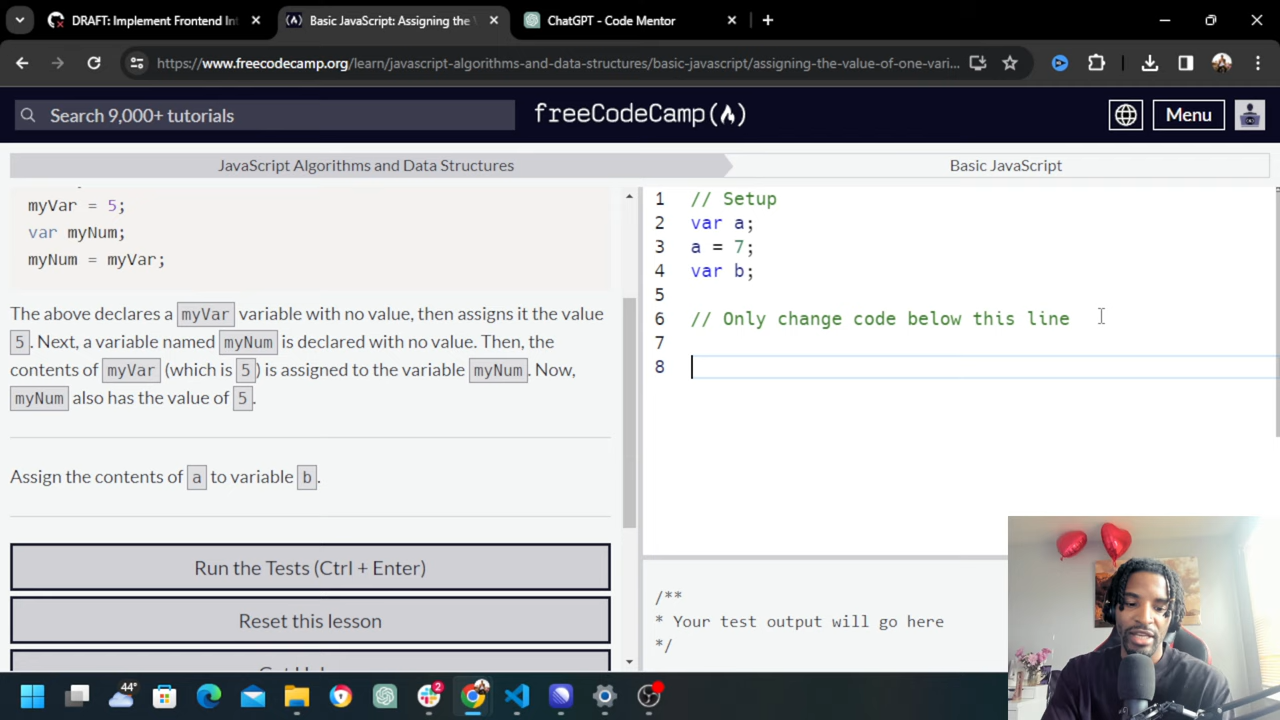 DRAFT: Implement Frontend Int
Basic JavaScript: Assigning the V
ChatGPT - Code Mentor
https://www.freecodecamp.org/learn/javascript-algorithms-and-data-structures/basic-javascript/assigning-the-value-of-one-vari...
Search 9,000+ tutorials
freeCodeCamp
Menu
JavaScript Algorithms and Data Structures
Basic JavaScript
myVar = 5;
var myNum;
myNum = myVar;
The above declares a myVar variable with no value, then assigns it the value
5. Next, a variable named myNum is declared with no value. Then, the
contents of myVar (which is 5) is assigned to the variable myNum. Now,
myNum also has the value of 5.
Assign the contents of a to variable b.
Run the Tests (Ctrl + Enter)
Reset this lesson
1 // Setup
2 var a;
3 a = 7;
4 var b;
5
6 // Only change code below this line
7
8
/**
* Your test output will go here
*/
44°
2